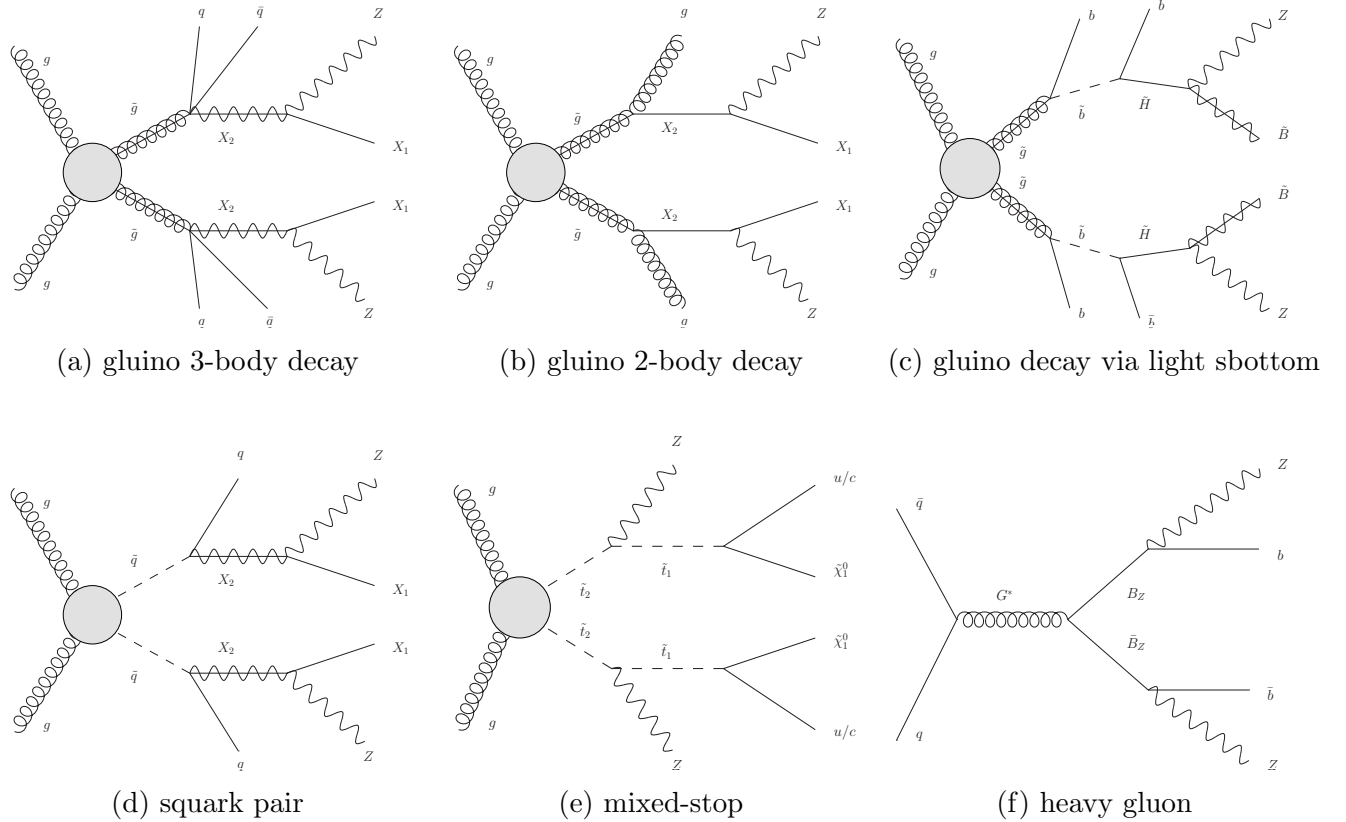 q q̄ Z
g
g̃
X₂
X₁
X₂ X₁
g̃
g
q q̄ Z
(a) gluino 3-body decay
g Z
g
g̃
X₂
X₁
X₂ X₁
g̃
g
g Z
(b) gluino 2-body decay
b b Z
g
b̃ H̃
B̃
g̃
g̃
B̃
b̃ H̃
g
b b̄ Z
(c) gluino decay via light sbottom
q Z
g
q̃
X₂
X₁
X₂ X₁
q̃
g
q Z
(d) squark pair
Z
u/c
g
t̃₁ χ̃₁⁰
t̃₂
t̃₂
t̃₁ χ̃₁⁰
g
u/c
Z
(e) mixed-stop
Z
q̄
b
G* B_Z
B̄_Z
b̄
q
Z
(f) heavy gluon